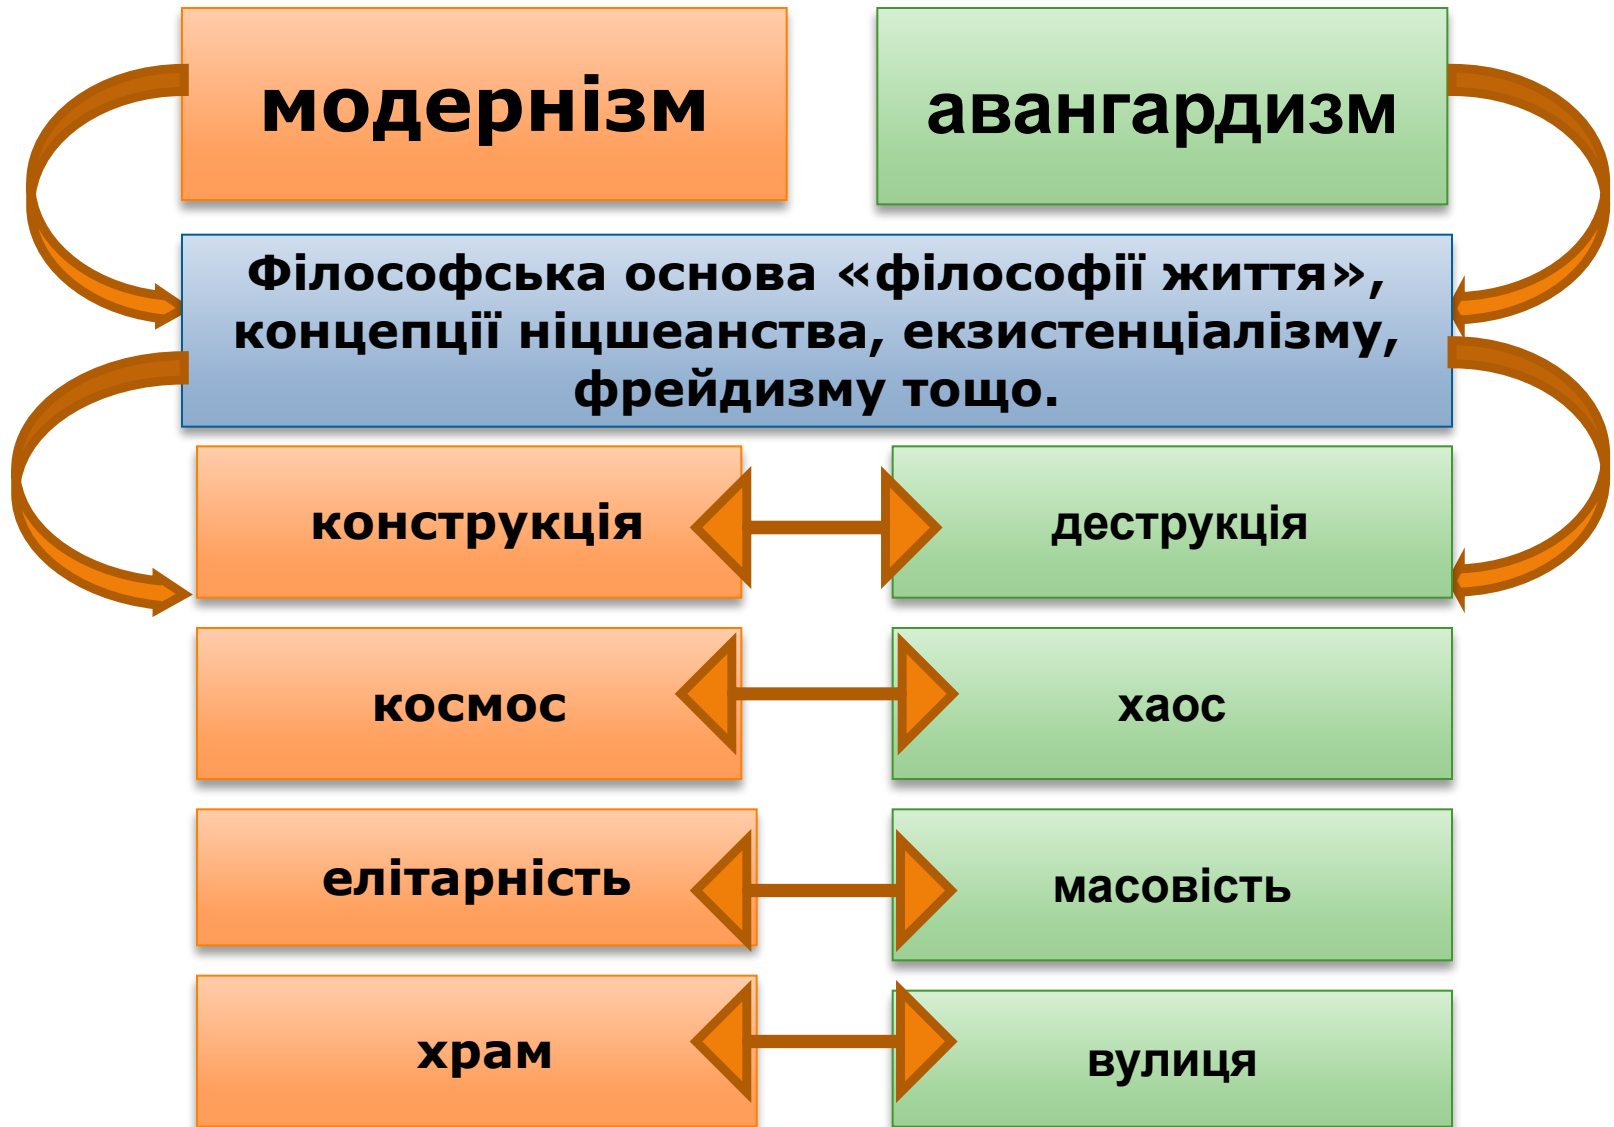 модернізм
авангардизм
Філософська основа «філософії життя»,
концепції ніцшеанства, екзистенціалізму,
фрейдизму тощо.
конструкція
деструкція
космос
хаос
елітарність
масовість
храм
вулиця